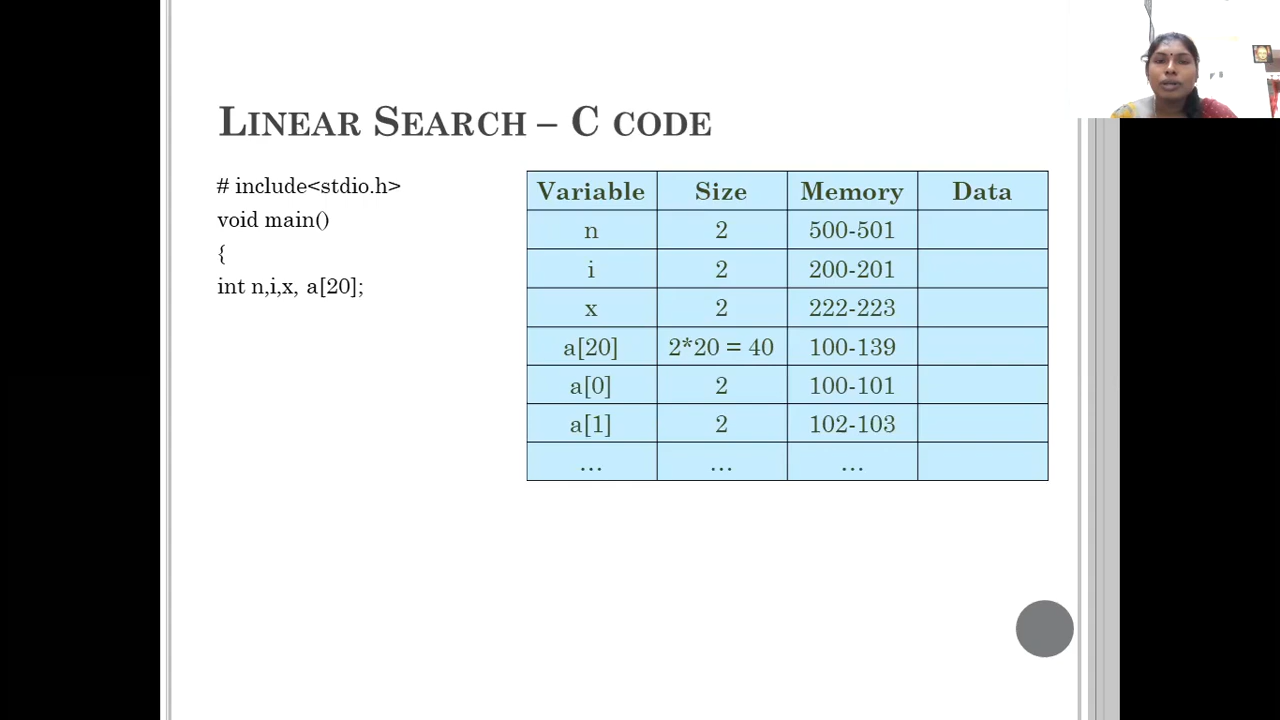 LINEAR SEARCH – C CODE
# include<stdio.h>
void main()
{
int n,i,x, a[20];
Variable Size Memory Data
n 2 500-501
i 2 200-201
x 2 222-223
a[20] 2*20 = 40 100-139
a[0] 2 100-101
a[1] 2 102-103
... ... ...